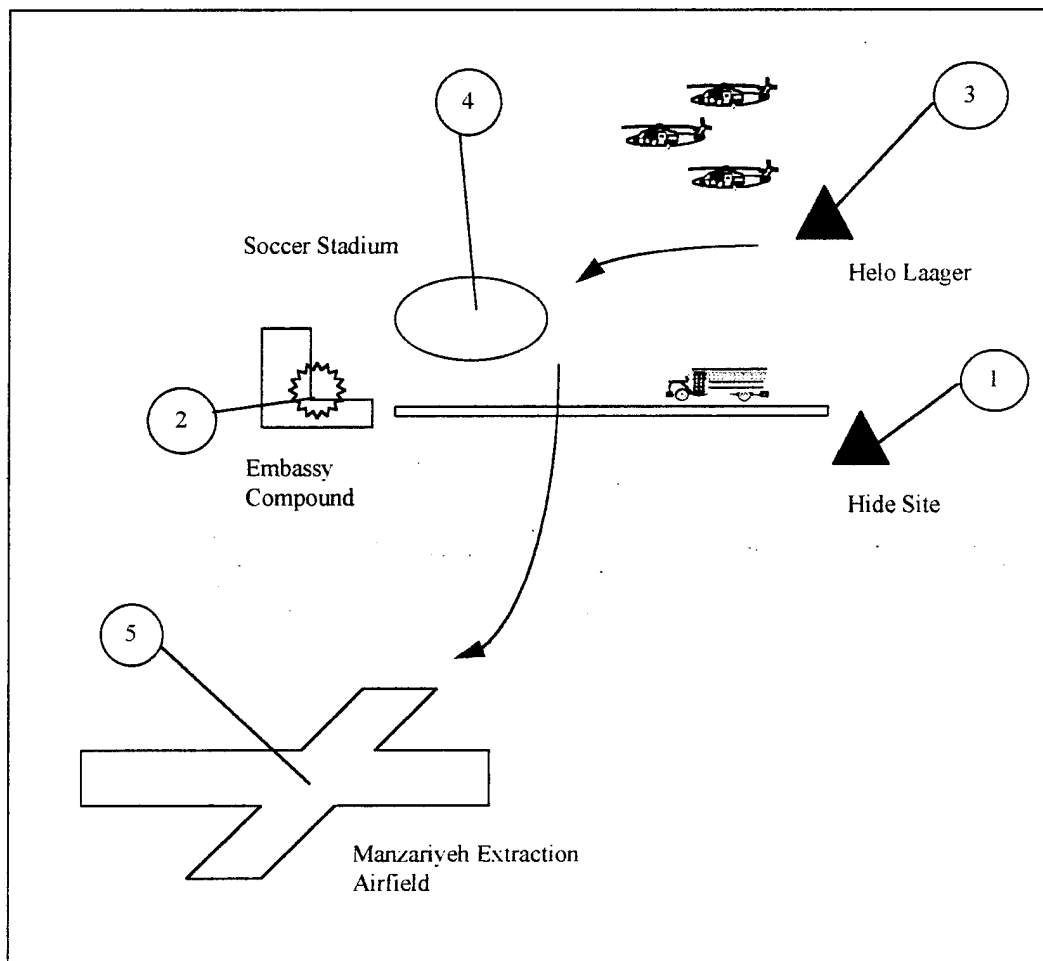 4
3
Soccer Stadium
Helo Laager
1
2
Embassy
Compound
Hide Site
5
Manzariyeh Extraction
Airfield